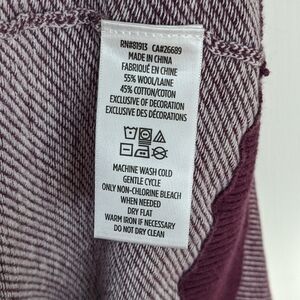 RN#81913 CA#26689
MADE IN CHINA
FABRIQUÉ EN CHINE
55% WOOL/LAINE
45% COTTON/COTON
EXCLUSIVE OF DECORATION
EXCLUSIVE DES DÉCORATIONS
MACHINE WASH COLD
GENTLE CYCLE
ONLY NON-CHLORINE BLEACH
WHEN NEEDED
DRY FLAT
WARM IRON IF NECESSARY
DO NOT DRY CLEAN